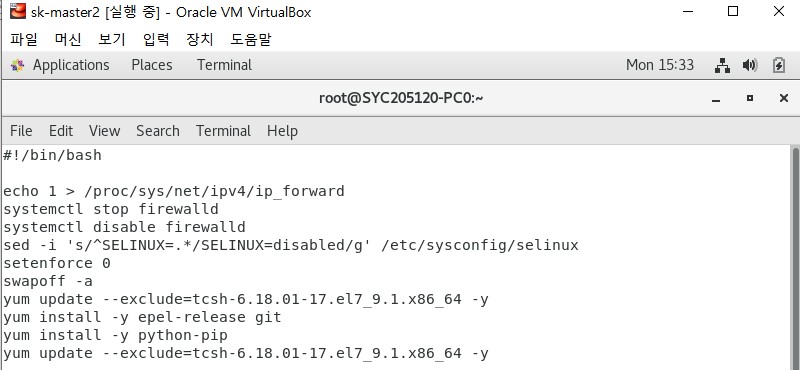 sk-master2 [실행 중] - Oracle VM VirtualBox
파일 머신 보기 입력 장치 도움말
Applications Places Terminal Mon 15:33
root@SYC205120-PC0:~
File Edit View Search Terminal Help
#!/bin/bash
echo 1 > /proc/sys/net/ipv4/ip_forward
systemctl stop firewalld
systemctl disable firewalld
sed -i 's/^SELINUX=.*/SELINUX=disabled/g' /etc/sysconfig/selinux
setenforce 0
swapoff -a
yum update --exclude=tcsh-6.18.01-17.el7_9.1.x86_64 -y
yum install -y epel-release git
yum install -y python-pip
yum update --exclude=tcsh-6.18.01-17.el7_9.1.x86_64 -y